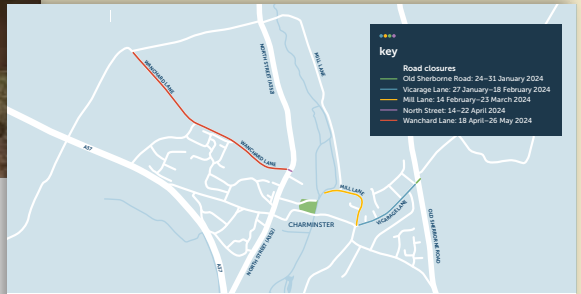 key
Road closures
Old Sherborne Road: 24–31 January 2024
Vicarage Lane: 27 January–18 February 2024
Mill Lane: 14 February–23 March 2024
North Street: 14–22 April 2024
Wanchard Lane: 18 April–26 May 2024
WANCHARD LANE
NORTH STREET (A352)
MILL LANE
A37
WANCHARD LANE
MILL LANE
VICARAGE LANE
CHARMINSTER
OLD SHERBORNE ROAD
NORTH STREET (A352)
A37